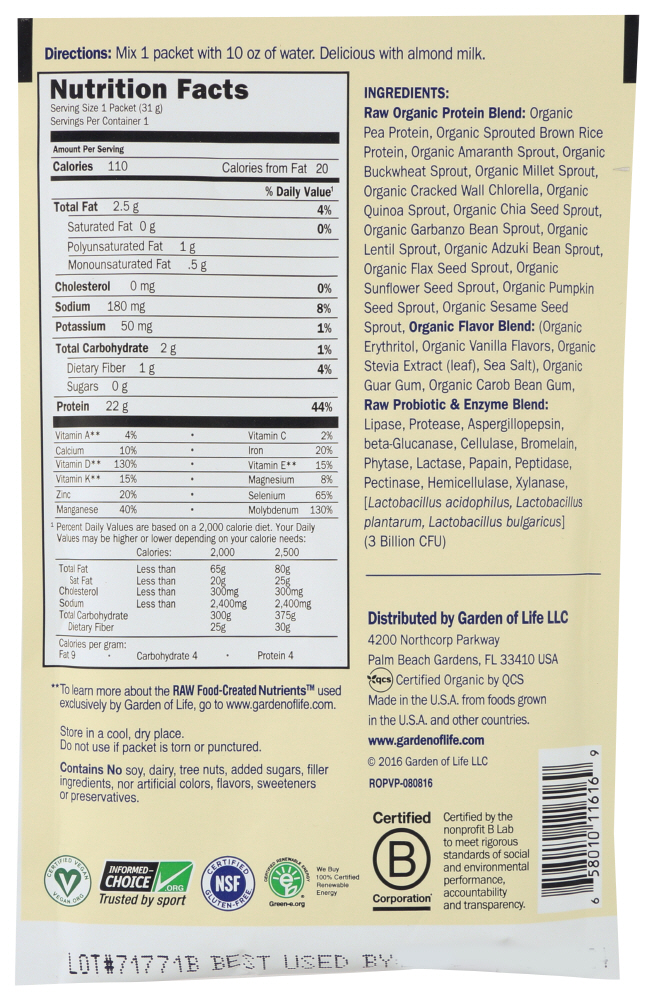 Directions: Mix 1 packet with 10 oz of water. Delicious with almond milk.
Nutrition Facts
Serving Size 1 Packet (31 g)
Servings Per Container 1
Amount Per Serving
Calories 110 Calories from Fat 20
% Daily Value¹
Total Fat 2.5 g 4%
Saturated Fat 0 g 0%
Polyunsaturated Fat 1 g
Monounsaturated Fat .5 g
Cholesterol 0 mg 0%
Sodium 180 mg 8%
Potassium 50 mg 1%
Total Carbohydrate 2 g 1%
Dietary Fiber 1 g 4%
Sugars 0 g
Protein 22 g 44%
Vitamin A** 4% • Vitamin C 2%
Calcium 10% • Iron 20%
Vitamin D** 130% • Vitamin E** 15%
Vitamin K** 15% • Magnesium 8%
Zinc 20% • Selenium 65%
Manganese 40% • Molybdenum 130%
¹ Percent Daily Values are based on a 2,000 calorie diet. Your Daily
Values may be higher or lower depending on your calorie needs:
Calories: 2,000 2,500
Total Fat Less than 65g 80g
Sat Fat Less than 20g 25g
Cholesterol Less than 300mg 300mg
Sodum Less than 2,400mg 2,400mg
Total Carbohydrate 300g 375g
Dietary Fiber 25g 30g
Calories per gram:
Fat 9 • Carbohydrate 4 • Protein 4
**To learn more about the RAW Food-Created Nutrients™ used
exclusively by Garden of Life, go to www.gardenoflife.com.
Store in a cool, dry place.
Do not use if packet is torn or punctured.
Contains No soy, dairy, tree nuts, added sugars, filler
ingredients, nor artificial colors, flavors, sweeteners
or preservatives.
INGREDIENTS:
Raw Organic Protein Blend: Organic
Pea Protein, Organic Sprouted Brown Rice
Protein, Organic Amaranth Sprout, Organic
Buckwheat Sprout, Organic Millet Sprout,
Organic Cracked Wall Chlorella, Organic
Quinoa Sprout, Organic Chia Seed Sprout,
Organic Garbanzo Bean Sprout, Organic
Lentil Sprout, Organic Adzuki Bean Sprout,
Organic Flax Seed Sprout, Organic
Sunflower Seed Sprout, Organic Pumpkin
Seed Sprout, Organic Sesame Seed
Sprout, Organic Flavor Blend: (Organic
Erythritol, Organic Vanilla Flavors, Organic
Stevia Extract (leaf), Sea Salt), Organic
Guar Gum, Organic Carob Bean Gum,
Raw Probiotic & Enzyme Blend:
Lipase, Protease, Aspergillopepsin,
beta-Glucanase, Cellulase, Bromelain,
Phytase, Lactase, Papain, Peptidase,
Pectinase, Hemicellulase, Xylanase,
[Lactobacillus acidophilus, Lactobacillus
plantarum, Lactobacillus bulgaricus]
(3 Billion CFU)
Distributed by Garden of Life LLC
4200 Northcorp Parkway
Palm Beach Gardens, FL 33410 USA
qcs Certified Organic by QCS
Made in the U.S.A. from foods grown
in the U.S.A. and other countries.
www.gardenoflife.com
© 2016 Garden of Life LLC
ROPVP-080816
Certified
B
Corporation
Certified by the
nonprofit B Lab
to meet rigorous
standards of social
and environmental
performance,
accountability
and transparency.
6 58010 11616 9
CERTIFIED VEGAN
V
VEGAN.ORG
INFORMED-
CHOICE
.ORG
Trusted by sport
CERTIFIED
NSF
GLUTEN-FREE
CERTIFIED RENEWABLE ENERGY
e
Green-e.org
We Buy
100% Certified
Renewable
Energy
LOT#71771B BEST USED BY